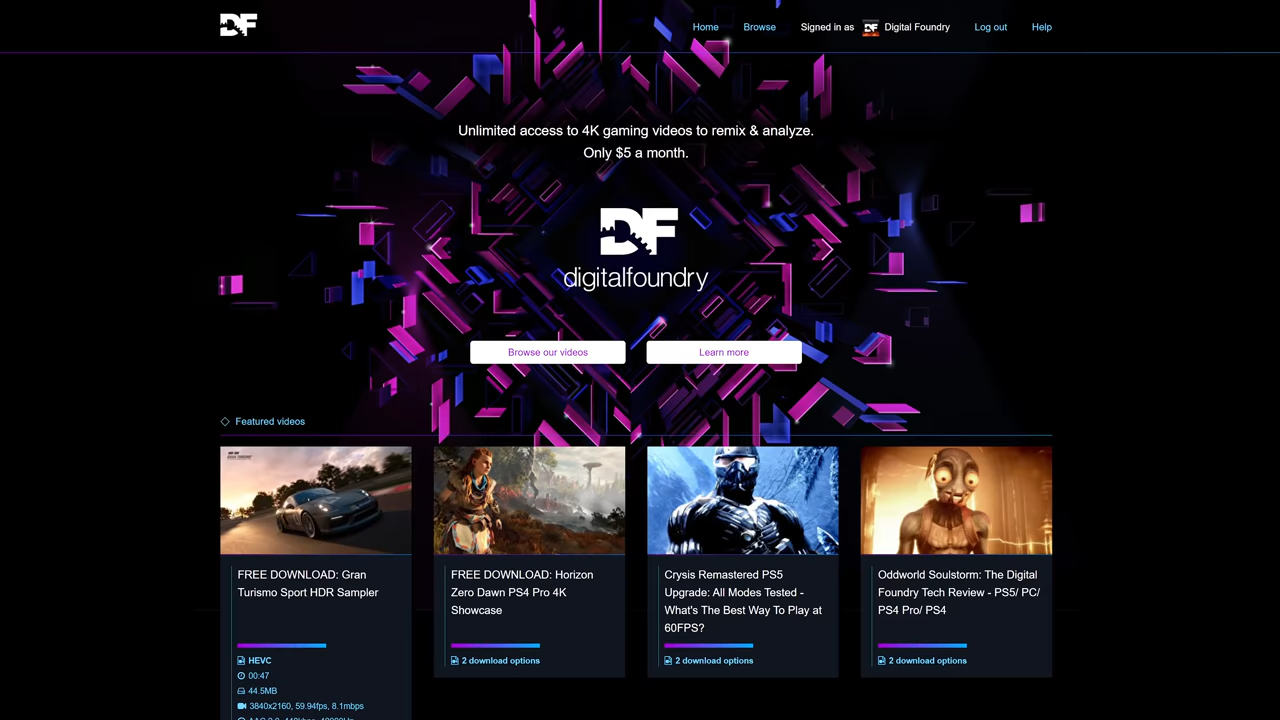 DF
Home
Browse
Signed in as DF Digital Foundry
Log out
Help
Unlimited access to 4K gaming videos to remix & analyze.
Only $5 a month.
DF
digitalfoundry
Browse our videos
Learn more
Featured videos
FREE DOWNLOAD: Gran
Turismo Sport HDR Sampler
HEVC
00:47
44.5MB
3840x2160, 59.94fps, 8.1mbps
FREE DOWNLOAD: Horizon
Zero Dawn PS4 Pro 4K
Showcase
2 download options
Crysis Remastered PS5
Upgrade: All Modes Tested -
What's The Best Way To Play at
60FPS?
2 download options
Oddworld Soulstorm: The Digital
Foundry Tech Review - PS5/ PC/
PS4 Pro/ PS4
2 download options